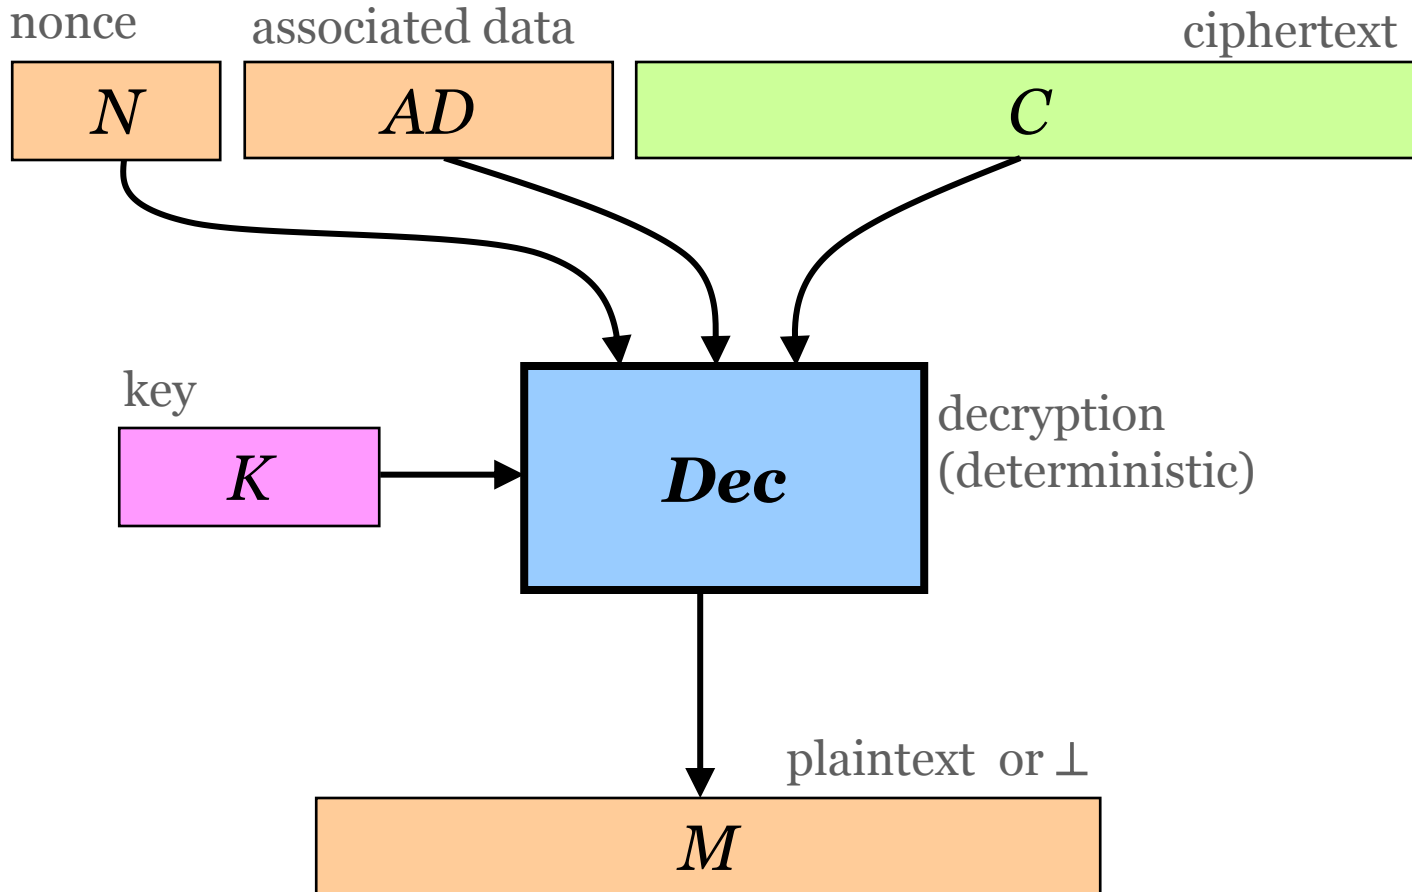 nonce
associated data
ciphertext
N
AD
C
key
K
Dec
decryption
(deterministic)
plaintext or ⊥
M